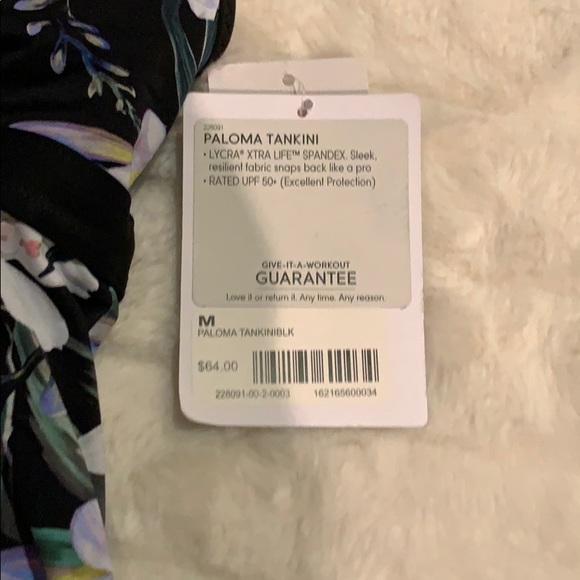 228091
PALOMA TANKINI
• LYCRA® XTRA LIFE™ SPANDEX. Sleek,
resilient fabric snaps back like a pro
• RATED UPF 50+ (Excellent Protection)
GIVE-IT-A-WORKOUT
GUARANTEE
Love it or return it. Any time. Any reason.
M
PALOMA TANKINIBLK
$64.00
228091-00-2-0003 162165600034